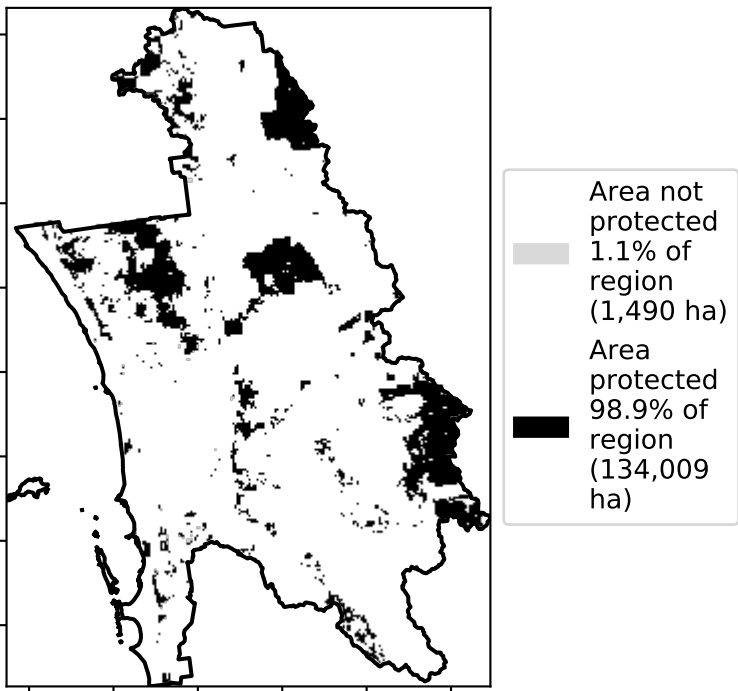 Area not
protected
1.1% of
region
(1,490 ha)
Area
protected
98.9% of
region
(134,009
ha)